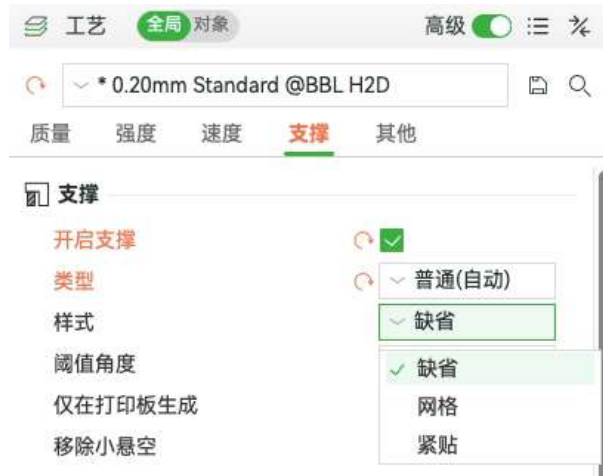 工艺 全局 对象 高级
* 0.20mm Standard @BBL H2D
质量 强度 速度 支撑 其他
支撑
开启支撑
类型 普通(自动)
样式 缺省
阈值角度 缺省
仅在打印板生成 网格
移除小悬空 紧贴